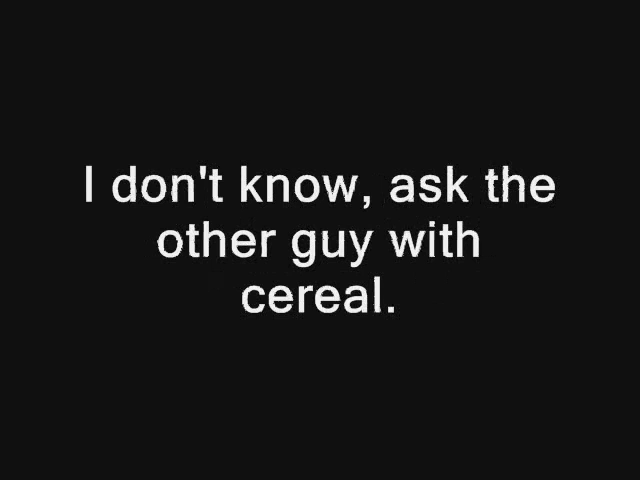 I don't know, ask the
other guy with
cereal.